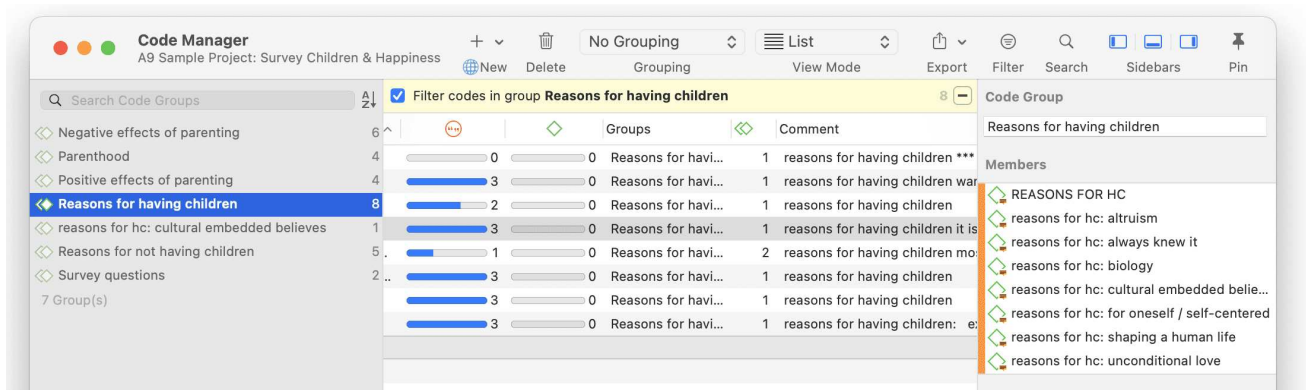 Code Manager
A9 Sample Project: Survey Children & Happiness
New
Delete
No Grouping
Grouping
List
View Mode
Export
Filter
Search
Sidebars
Pin
Search Code Groups
Negative effects of parenting 6
Parenthood 4
Positive effects of parenting 4
Reasons for having children 8
reasons for hc: cultural embedded believes 1
Reasons for not having children 5
Survey questions 2
7 Group(s)
Filter codes in group Reasons for having children 8
Groups Comment
0 0 Reasons for havi... 1 reasons for having children ***
3 0 Reasons for havi... 1 reasons for having children war
2 0 Reasons for havi... 1 reasons for having children
3 0 Reasons for havi... 1 reasons for having children it is
. 1 0 Reasons for havi... 2 reasons for having children mo
.. 3 0 Reasons for havi... 1 reasons for having children
3 0 Reasons for havi... 1 reasons for having children
3 0 Reasons for havi... 1 reasons for having children: e
Code Group
Reasons for having children
Members
REASONS FOR HC
reasons for hc: altruism
reasons for hc: always knew it
reasons for hc: biology
reasons for hc: cultural embedded belie...
reasons for hc: for oneself / self-centered
reasons for hc: shaping a human life
reasons for hc: unconditional love